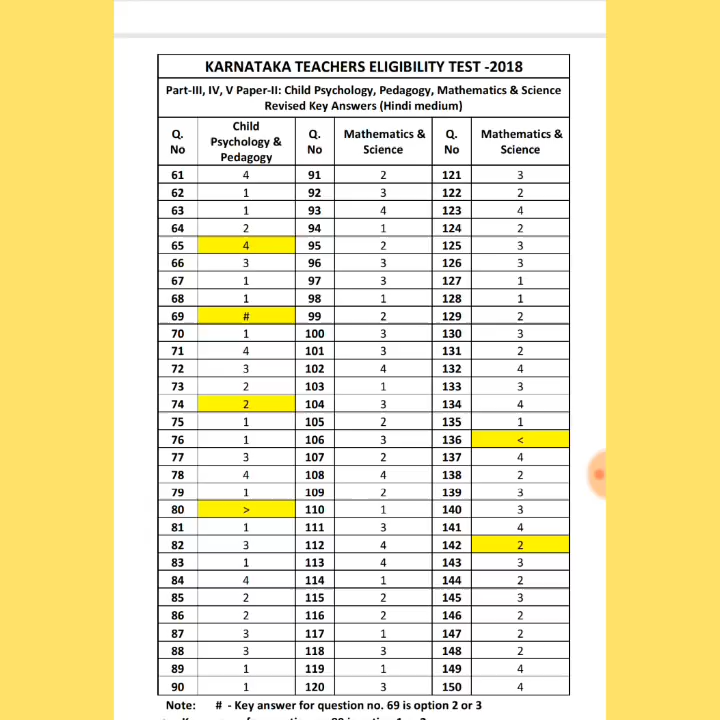 KARNATAKA TEACHERS ELIGIBILITY TEST -2018
Part-III, IV, V Paper-II: Child Psychology, Pedagogy, Mathematics & Science
Revised Key Answers (Hindi medium)
Q. No Child Psychology & Pedagogy Q. No Mathematics & Science Q. No Mathematics & Science
61 4 91 2 121 3
62 1 92 3 122 2
63 1 93 4 123 4
64 2 94 1 124 2
65 4 95 2 125 3
66 3 96 3 126 3
67 1 97 3 127 1
68 1 98 1 128 1
69 # 99 2 129 2
70 1 100 3 130 3
71 4 101 3 131 2
72 3 102 4 132 4
73 2 103 1 133 3
74 2 104 3 134 4
75 1 105 2 135 1
76 1 106 3 136 <
77 3 107 2 137 4
78 4 108 4 138 2
79 1 109 2 139 3
80 > 110 1 140 3
81 1 111 3 141 4
82 3 112 4 142 2
83 1 113 4 143 3
84 4 114 1 144 2
85 2 115 2 145 3
86 2 116 2 146 2
87 3 117 1 147 2
88 3 118 3 148 2
89 1 119 1 149 4
90 1 120 3 150 4
Note: # - Key answer for question no. 69 is option 2 or 3